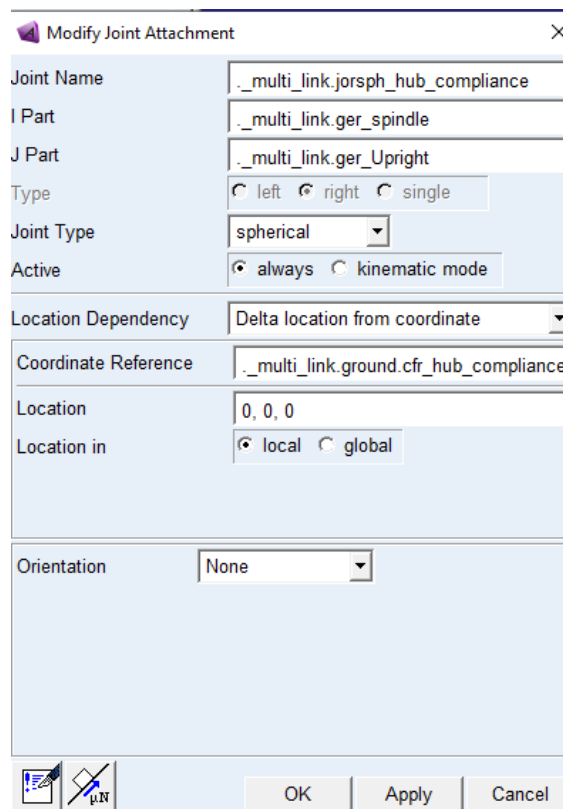 Modify Joint Attachment
Joint Name ._multi_link.jorsph_hub_compliance
I Part ._multi_link.ger_spindle
J Part ._multi_link.ger_Upright
Type left right single
Joint Type spherical
Active always kinematic mode
Location Dependency Delta location from coordinate
Coordinate Reference ._multi_link.ground.cfr_hub_compliance
Location 0, 0, 0
Location in local global
Orientation None
μN OK Apply Cancel